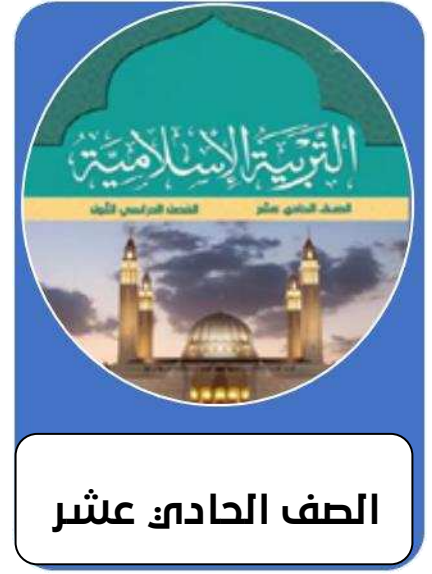 التربية الإسلامية
الصف الحادي عشر الفصل الدراسي الأول
الصف الحادي عشر